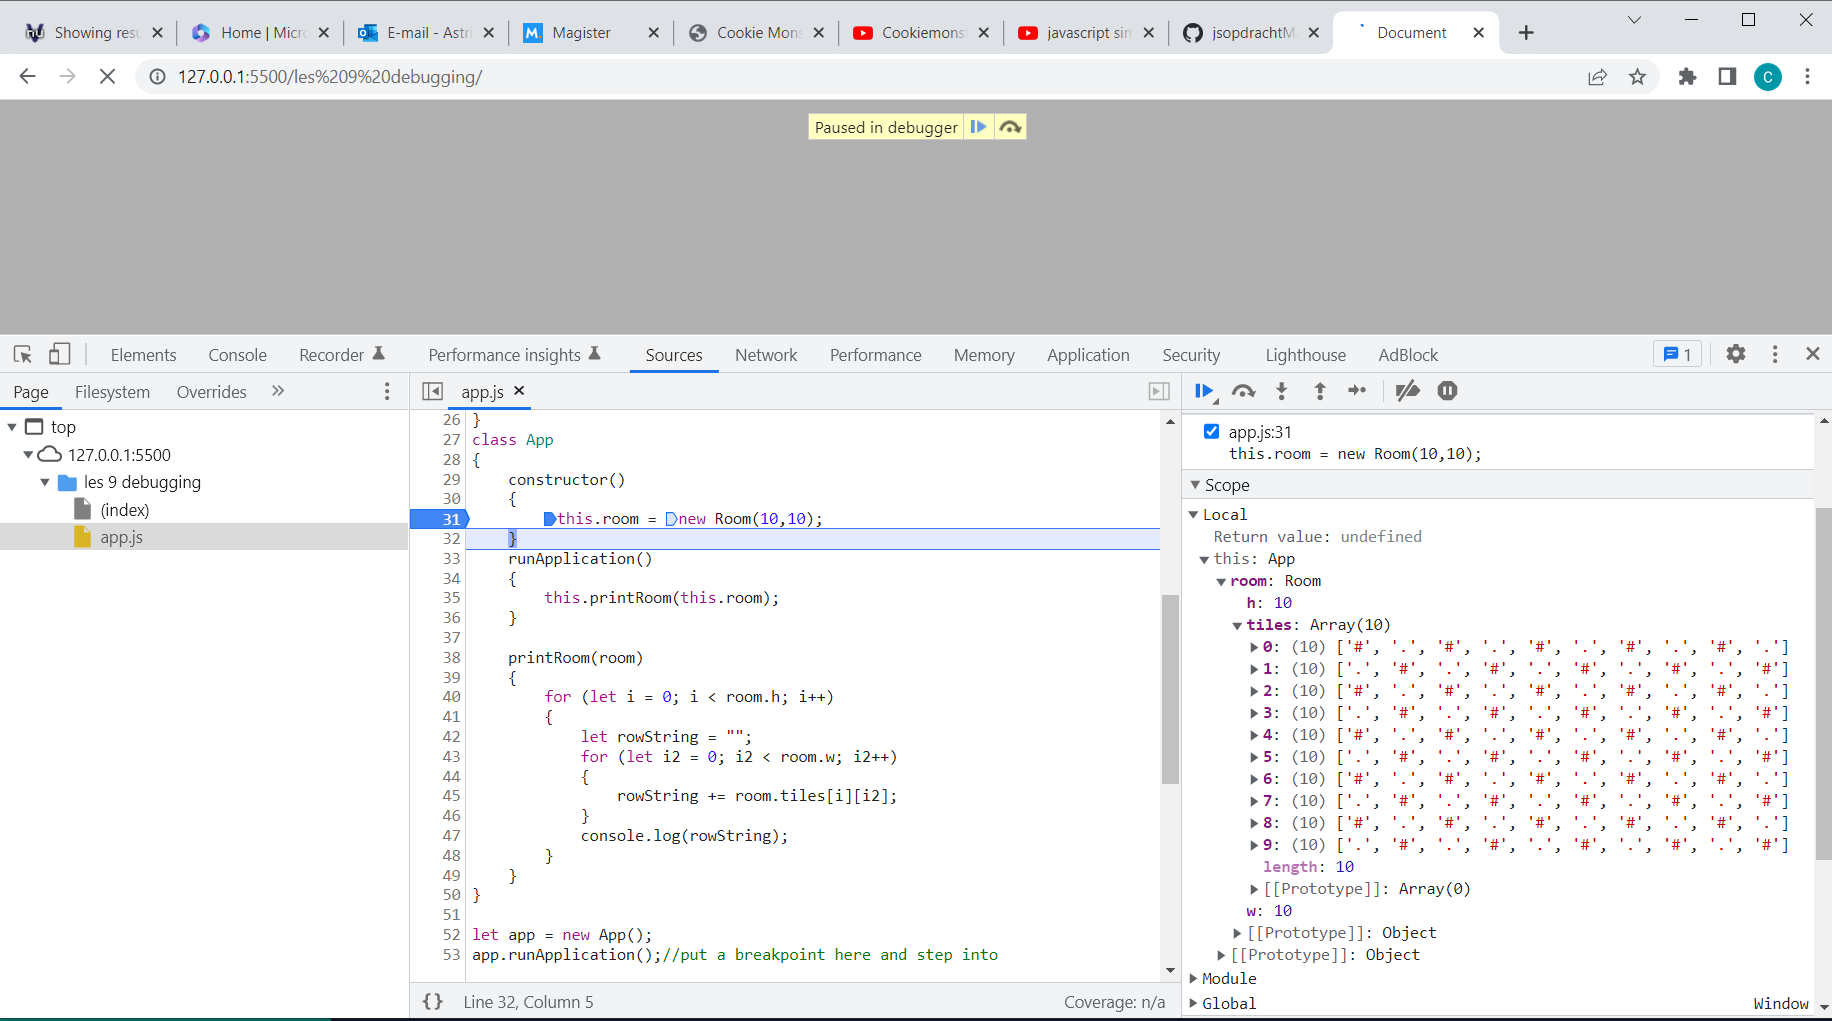 Showing resu
Home | Micro
E-mail - Astri
Magister
Cookie Mons
Cookiemonst
javascript sin
jsopdrachtM
Document
127.0.0.1:5500/les%209%20debugging/
C
Paused in debugger
Elements Console Recorder Performance insights Sources Network Performance Memory Application Security Lighthouse AdBlock 1
Page Filesystem Overrides »
app.js
top
127.0.0.1:5500
les 9 debugging
(index)
app.js
26 }
27 class App
28 {
29     constructor()
30     {
31         this.room = new Room(10,10);
32     }
33     runApplication()
34     {
35         this.printRoom(this.room);
36     }
37
38     printRoom(room)
39     {
40         for (let i = 0; i < room.h; i++)
41         {
42             let rowString = "";
43             for (let i2 = 0; i2 < room.w; i2++)
44             {
45                 rowString += room.tiles[i][i2];
46             }
47             console.log(rowString);
48         }
49     }
50 }
51
52 let app = new App();
53 app.runApplication();//put a breakpoint here and step into
{} Line 32, Column 5
Coverage: n/a
app.js:31
this.room = new Room(10,10);
Scope
Local
Return value: undefined
this: App
room: Room
h: 10
tiles: Array(10)
0: (10) ['#', '.', '#', '.', '#', '.', '#', '.', '#', '.']
1: (10) ['.', '#', '.', '#', '.', '#', '.', '#', '.', '#']
2: (10) ['#', '.', '#', '.', '#', '.', '#', '.', '#', '.']
3: (10) ['.', '#', '.', '#', '.', '#', '.', '#', '.', '#']
4: (10) ['#', '.', '#', '.', '#', '.', '#', '.', '#', '.']
5: (10) ['.', '#', '.', '#', '.', '#', '.', '#', '.', '#']
6: (10) ['#', '.', '#', '.', '#', '.', '#', '.', '#', '.']
7: (10) ['.', '#', '.', '#', '.', '#', '.', '#', '.', '#']
8: (10) ['#', '.', '#', '.', '#', '.', '#', '.', '#', '.']
9: (10) ['.', '#', '.', '#', '.', '#', '.', '#', '.', '#']
length: 10
[[Prototype]]: Array(0)
w: 10
[[Prototype]]: Object
[[Prototype]]: Object
Module
Global Window